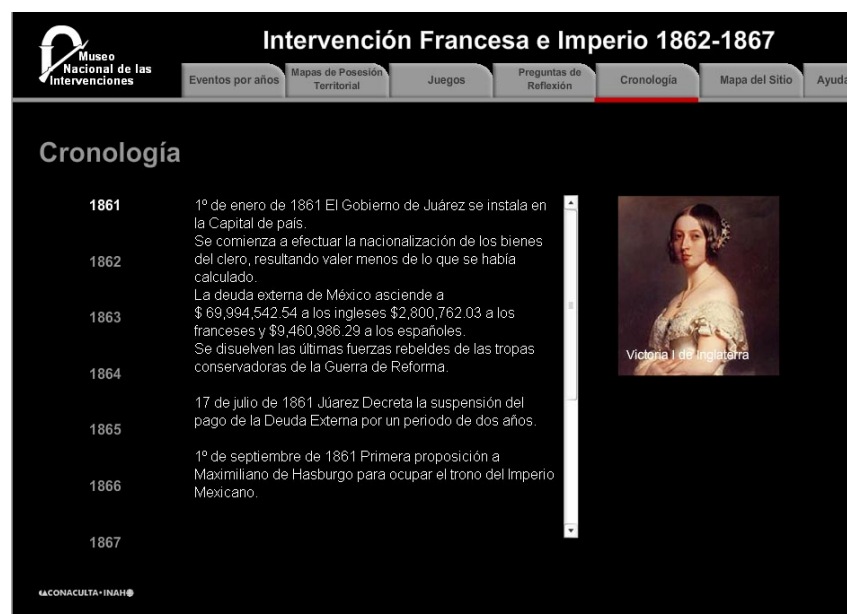 Museo
Nacional de las
Intervenciones
Intervención Francesa e Imperio 1862-1867
Eventos por años
Mapas de Posesión
Territorial
Juegos
Preguntas de
Reflexión
Cronología
Mapa del Sitio
Ayuda
Cronología
1861
1862
1863
1864
1865
1866
1867
1º de enero de 1861 El Gobierno de Juárez se instala en
la Capital de país.
Se comienza a efectuar la nacionalización de los bienes
del clero, resultando valer menos de lo que se había
calculado.
La deuda externa de México asciende a
$ 69,994,542.54 a los ingleses $2,800,762.03 a los
franceses y $9,460,986.29 a los españoles.
Se disuelven las últimas fuerzas rebeldes de las tropas
conservadoras de la Guerra de Reforma.
17 de julio de 1861 Júarez Decreta la suspensión del
pago de la Deuda Externa por un periodo de dos años.
1º de septiembre de 1861 Primera proposición a
Maximiliano de Hasburgo para ocupar el trono del Imperio
Mexicano.
Victoria I de Inglaterra
CONACULTA·INAH